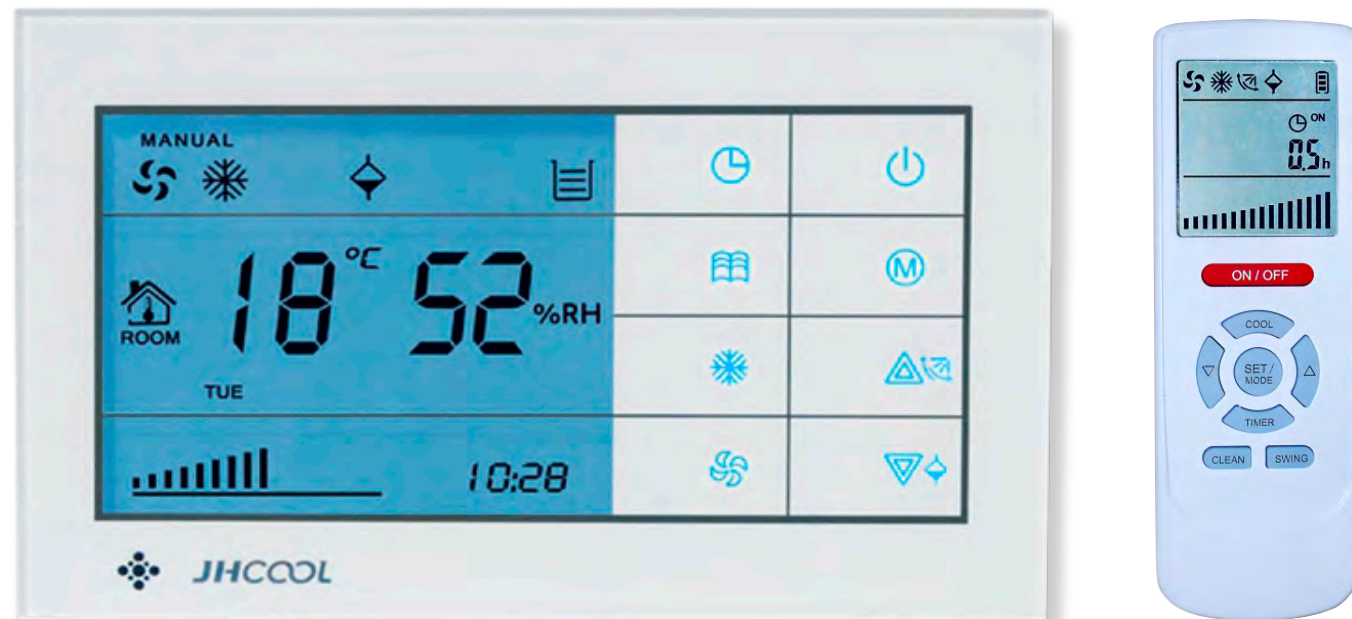 MANUAL
18 °C 52 %RH
ROOM
TUE
10:28
M
JHCOOL
ON
0.5h
ON / OFF
COOL
SET /
MODE
TIMER
CLEAN
SWING